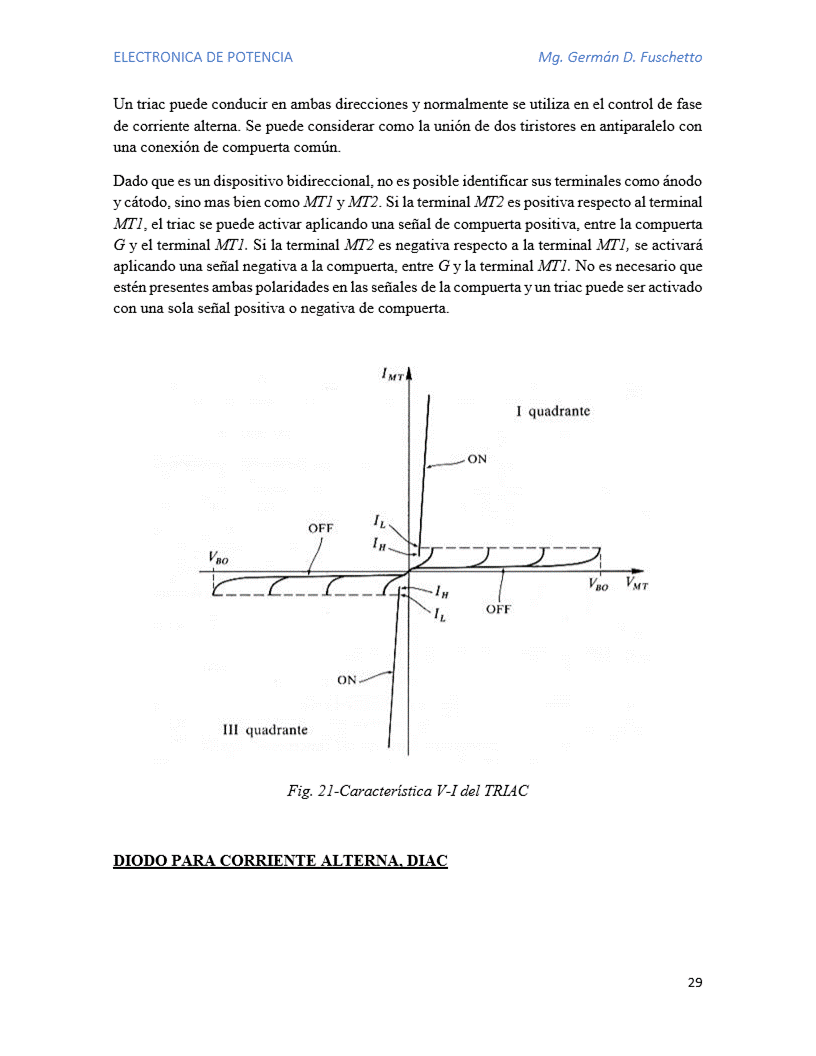 ELECTRONICA DE POTENCIA Mg. Germán D. Fuschetto
Un triac puede conducir en ambas direcciones y normalmente se utiliza en el control de fase
de corriente alterna. Se puede considerar como la unión de dos tiristores en antiparalelo con
una conexión de compuerta común.
Dado que es un dispositivo bidireccional, no es posible identificar sus terminales como ánodo
y cátodo, sino mas bien como MT1 y MT2. Si la terminal MT2 es positiva respecto al terminal
MT1, el triac se puede activar aplicando una señal de compuerta positiva, entre la compuerta
G y el terminal MT1. Si la terminal MT2 es negativa respecto a la terminal MT1, se activará
aplicando una señal negativa a la compuerta, entre G y la terminal MT1. No es necesario que
estén presentes ambas polaridades en las señales de la compuerta y un triac puede ser activado
con una sola señal positiva o negativa de compuerta.
I MT
I quadrante
ON
I L
OFF
I H
V BO
V BO V MT
I H
OFF
I L
ON
III quadrante
Fig. 21-Característica V-I del TRIAC
DIODO PARA CORRIENTE ALTERNA, DIAC
29